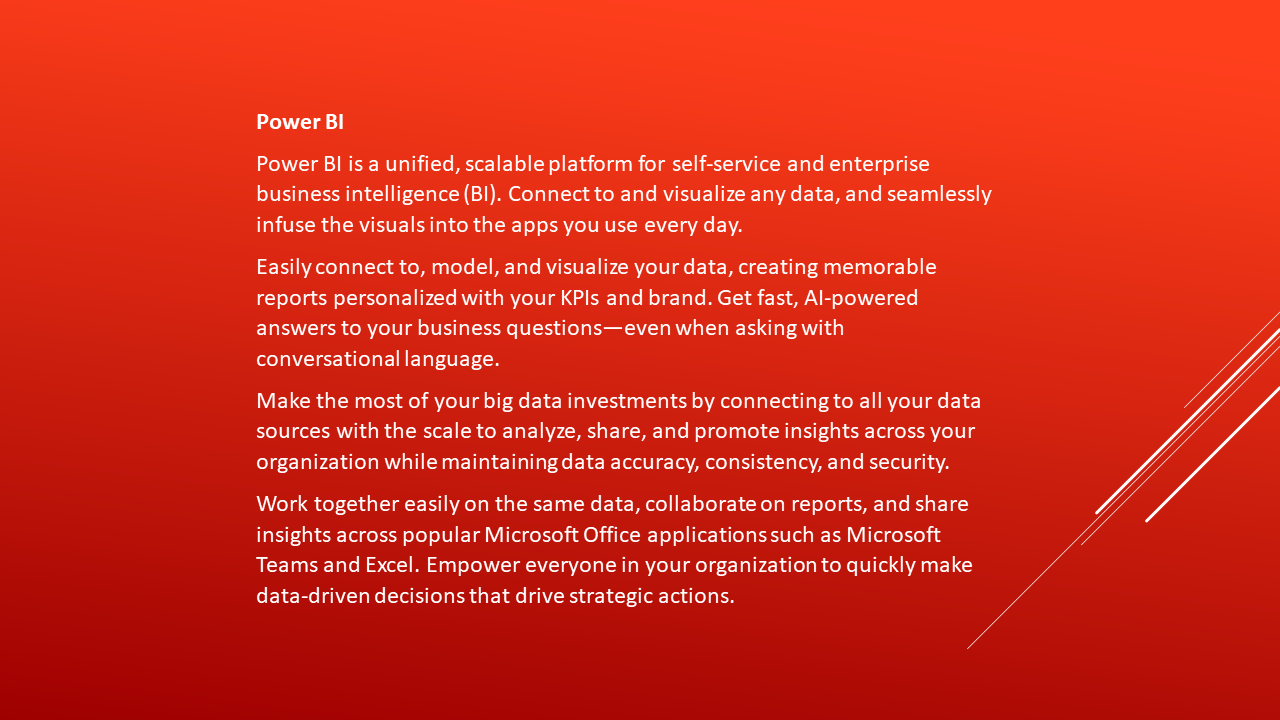 Power BI
Power BI is a unified, scalable platform for self-service and enterprise
business intelligence (BI). Connect to and visualize any data, and seamlessly
infuse the visuals into the apps you use every day.
Easily connect to, model, and visualize your data, creating memorable
reports personalized with your KPIs and brand. Get fast, AI-powered
answers to your business questions—even when asking with
conversational language.
Make the most of your big data investments by connecting to all your data
sources with the scale to analyze, share, and promote insights across your
organization while maintaining data accuracy, consistency, and security.
Work together easily on the same data, collaborate on reports, and share
insights across popular Microsoft Office applications such as Microsoft
Teams and Excel. Empower everyone in your organization to quickly make
data-driven decisions that drive strategic actions.